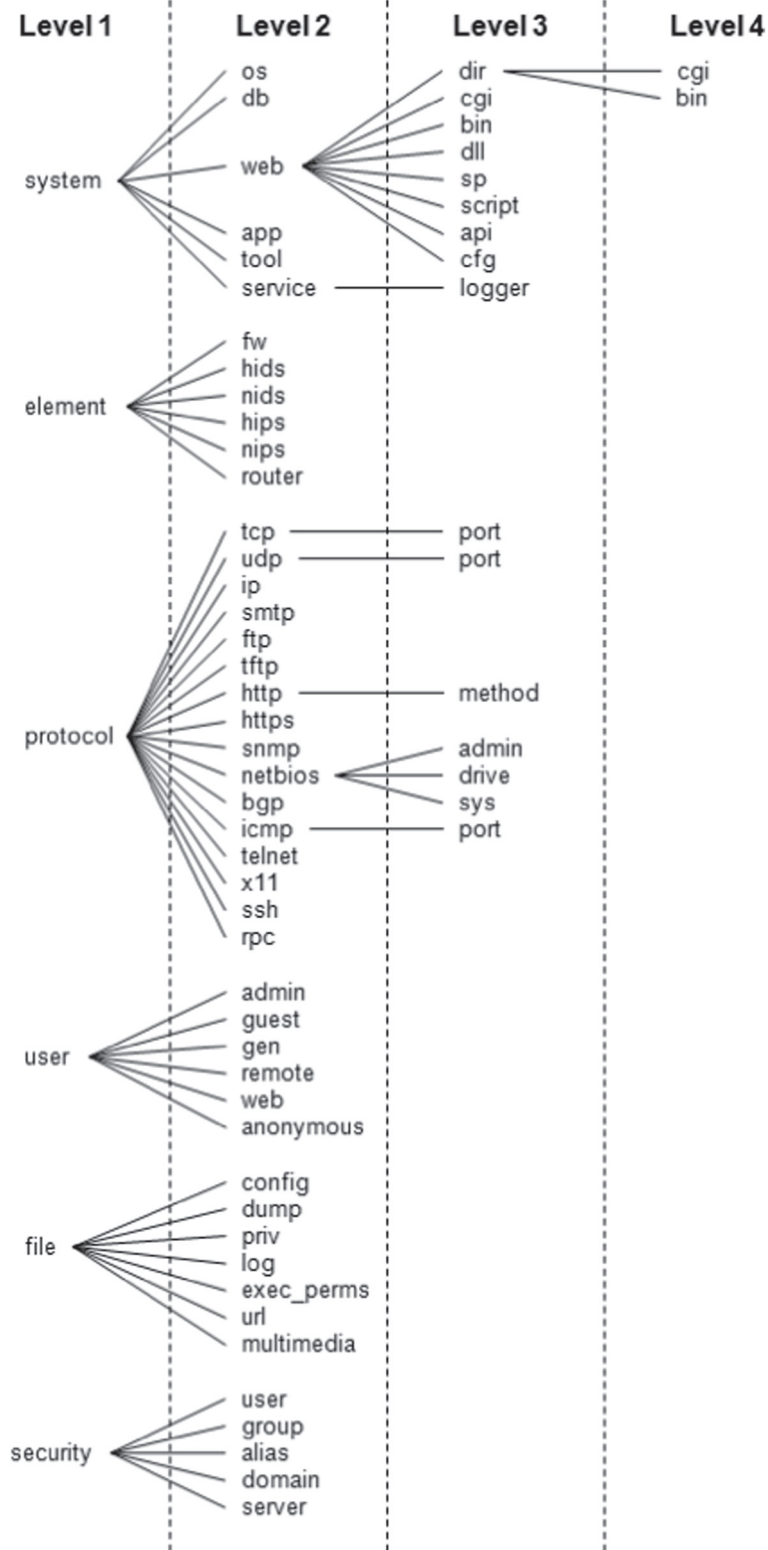 Level 1 Level 2 Level 3 Level 4
os dir cgi
db cgi bin
bin
dll
web
system sp
script
app api
tool cfg
service logger
fw
hids
nids
element
hips
nips
router
tcp port
udp port
ip
smtp
ftp
tftp
http method
https
protocol
snmp admin
netbios drive
bgp sys
icmp port
telnet
x11
ssh
rpc
admin
guest
gen
user
remote
web
anonymous
config
dump
priv
file
log
exec_perms
url
multimedia
user
group
security alias
domain
server